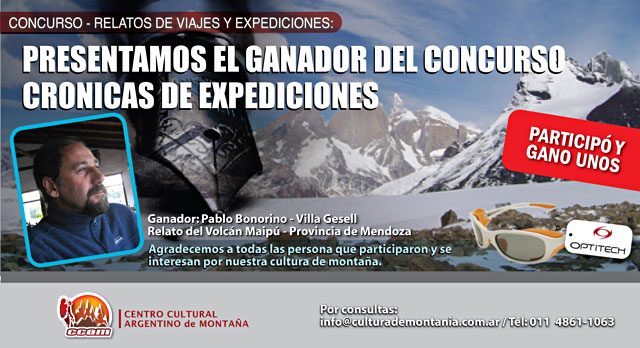 CONCURSO - RELATOS DE VIAJES Y EXPEDICIONES:
PRESENTAMOS EL GANADOR DEL CONCURSO
CRONICAS DE EXPEDICIONES
PARTICIPÓ Y
GANO UNOS
OPTITECH
Ganador: Pablo Bonorino - Villa Gesell
Relato del Volcán Maipú - Provincia de Mendoza
Agradecemos a todas las persona que participaron y se
interesan por nuestra cultura de montaña.
ccam
CENTRO CULTURAL
ARGENTINO de MONTAÑA
Por consultas:
info@culturademontania.com.ar / Tel: 011 4861-1063